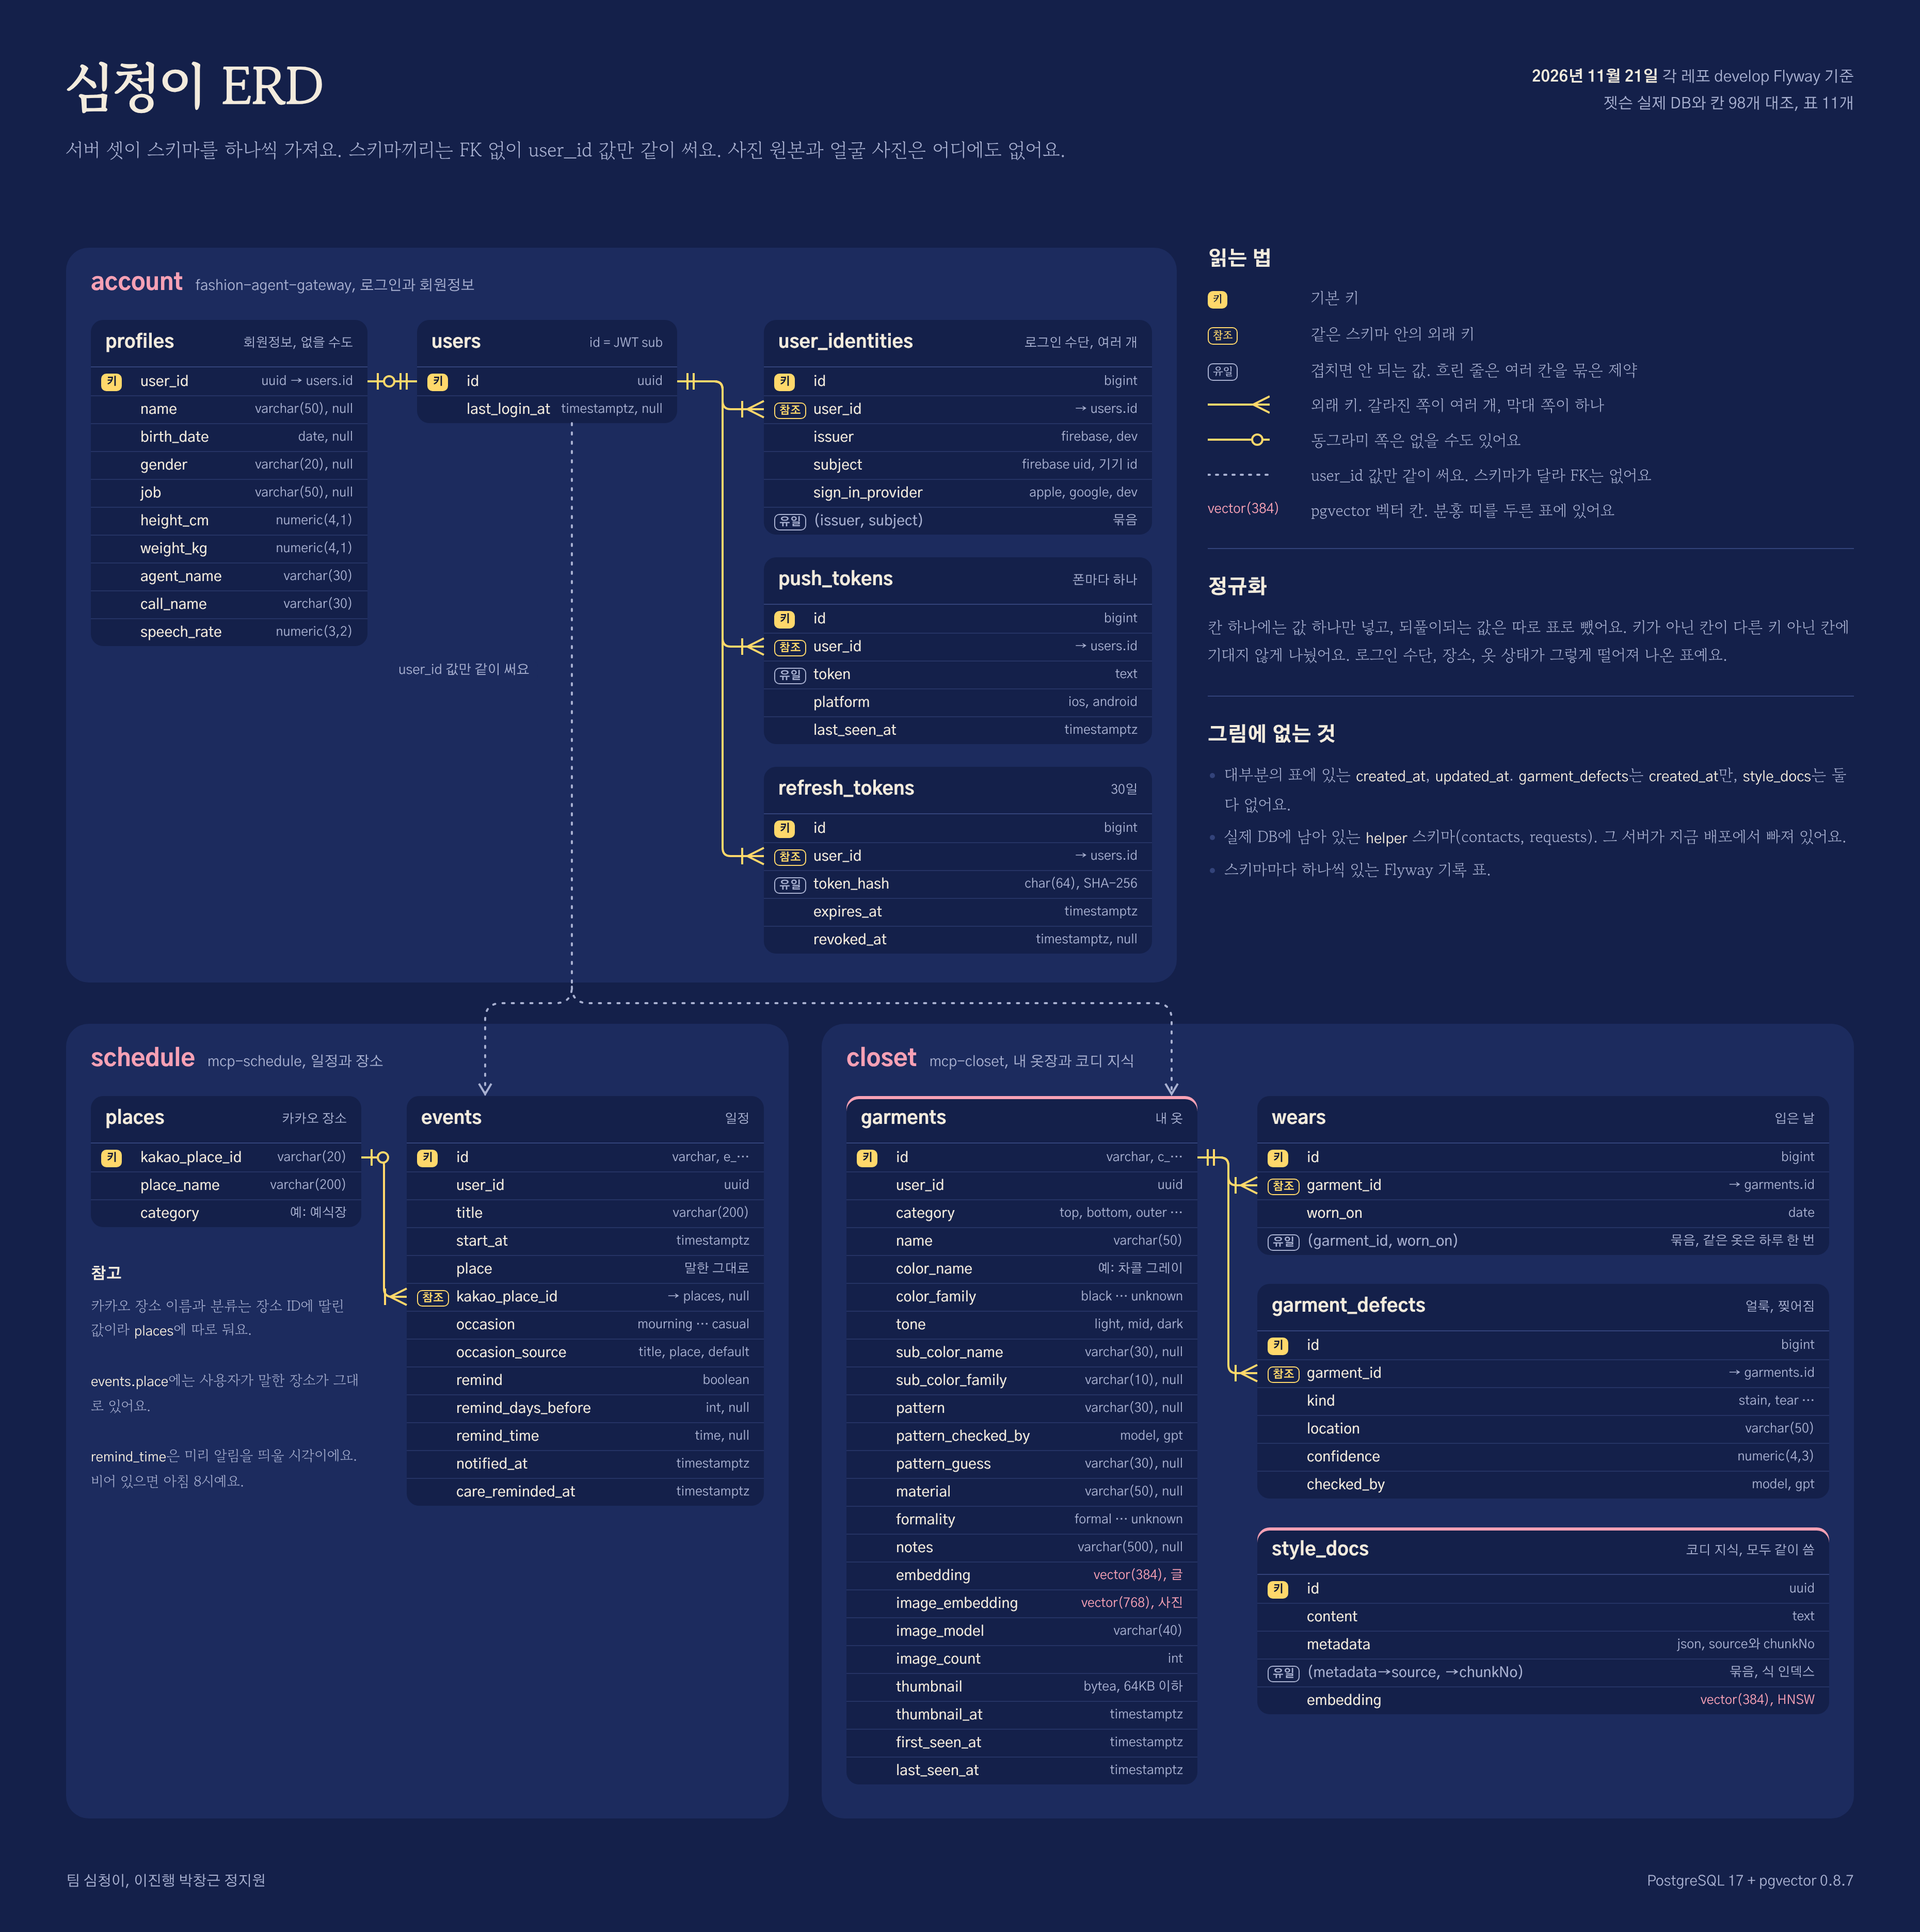 심청이 ERD
2026년 11월 21일 각 레포 develop Flyway 기준
젯슨 실제 DB와 칸 98개 대조, 표 11개
서버 셋이 스키마를 하나씩 가져요. 스키마끼리는 FK 없이 user_id 값만 같이 써요. 사진 원본과 얼굴 사진은 어디에도 없어요.
account fashion-agent-gateway, 로그인과 회원정보
profiles 회원정보, 없을 수도
키 user_id uuid → users.id
name varchar(50), null
birth_date date, null
gender varchar(20), null
job varchar(50), null
height_cm numeric(4,1)
weight_kg numeric(4,1)
agent_name varchar(30)
call_name varchar(30)
speech_rate numeric(3,2)
users id = JWT sub
키 id uuid
last_login_at timestamptz, null
user_id 값만 같이 써요
user_identities 로그인 수단, 여러 개
키 id bigint
참조 user_id → users.id
issuer firebase, dev
subject firebase uid, 기기 id
sign_in_provider apple, google, dev
유일 (issuer, subject) 묶음
push_tokens 폰마다 하나
키 id bigint
참조 user_id → users.id
유일 token text
platform ios, android
last_seen_at timestamptz
refresh_tokens 30일
키 id bigint
참조 user_id → users.id
유일 token_hash char(64), SHA-256
expires_at timestamptz
revoked_at timestamptz, null
읽는 법
키 기본 키
참조 같은 스키마 안의 외래 키
유일 겹치면 안 되는 값. 흐린 줄은 여러 칸을 묶은 제약
외래 키. 갈라진 쪽이 여러 개, 막대 쪽이 하나
동그라미 쪽은 없을 수도 있어요
user_id 값만 같이 써요. 스키마가 달라 FK는 없어요
vector(384) pgvector 벡터 칸. 분홍 띠를 두른 표에 있어요
정규화
칸 하나에는 값 하나만 넣고, 되풀이되는 값은 따로 표로 뺐어요. 키가 아닌 칸이 다른 키 아닌 칸에
기대지 않게 나눴어요. 로그인 수단, 장소, 옷 상태가 그렇게 떨어져 나온 표예요.
그림에 없는 것
• 대부분의 표에 있는 created_at, updated_at. garment_defects는 created_at만, style_docs는 둘
다 없어요.
• 실제 DB에 남아 있는 helper 스키마(contacts, requests). 그 서버가 지금 배포에서 빠져 있어요.
• 스키마마다 하나씩 있는 Flyway 기록 표.
schedule mcp-schedule, 일정과 장소
places 카카오 장소
키 kakao_place_id varchar(20)
place_name varchar(200)
category 예: 예식장
참고
카카오 장소 이름과 분류는 장소 ID에 딸린
값이라 places에 따로 둬요.
events.place에는 사용자가 말한 장소가 그대
로 있어요.
remind_time은 미리 알림을 띄울 시각이에요.
비어 있으면 아침 8시예요.
events 일정
키 id varchar, e_⋯
user_id uuid
title varchar(200)
start_at timestamptz
place 말한 그대로
참조 kakao_place_id → places, null
occasion mourning ⋯ casual
occasion_source title, place, default
remind boolean
remind_days_before int, null
remind_time time, null
notified_at timestamptz
care_reminded_at timestamptz
closet mcp-closet, 내 옷장과 코디 지식
garments 내 옷
키 id varchar, c_⋯
user_id uuid
category top, bottom, outer ⋯
name varchar(50)
color_name 예: 차콜 그레이
color_family black ⋯ unknown
tone light, mid, dark
sub_color_name varchar(30), null
sub_color_family varchar(10), null
pattern varchar(30), null
pattern_checked_by model, gpt
pattern_guess varchar(30), null
material varchar(50), null
formality formal ⋯ unknown
notes varchar(500), null
embedding vector(384), 글
image_embedding vector(768), 사진
image_model varchar(40)
image_count int
thumbnail bytea, 64KB 이하
thumbnail_at timestamptz
first_seen_at timestamptz
last_seen_at timestamptz
wears 입은 날
키 id bigint
참조 garment_id → garments.id
worn_on date
유일 (garment_id, worn_on) 묶음, 같은 옷은 하루 한 번
garment_defects 얼룩, 찢어짐
키 id bigint
참조 garment_id → garments.id
kind stain, tear ⋯
location varchar(50)
confidence numeric(4,3)
checked_by model, gpt
style_docs 코디 지식, 모두 같이 씀
키 id uuid
content text
metadata json, source와 chunkNo
유일 (metadata→source, →chunkNo) 묶음, 식 인덱스
embedding vector(384), HNSW
팀 심청이, 이진행 박창근 정지원
PostgreSQL 17 + pgvector 0.8.7